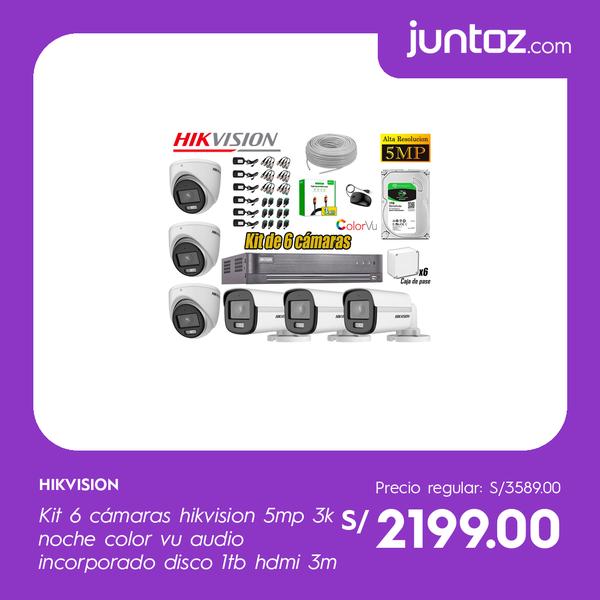 juntoz.com
HIKVISION
Alta Resolucion
5MP
ColorVu
Kit de 6 cámaras
x6
Caja de pase
HIKVISION
Kit 6 cámaras hikvision 5mp 3k
noche color vu audio
incorporado disco 1tb hdmi 3m
Precio regular: S/3589.00
S/ 2199.00